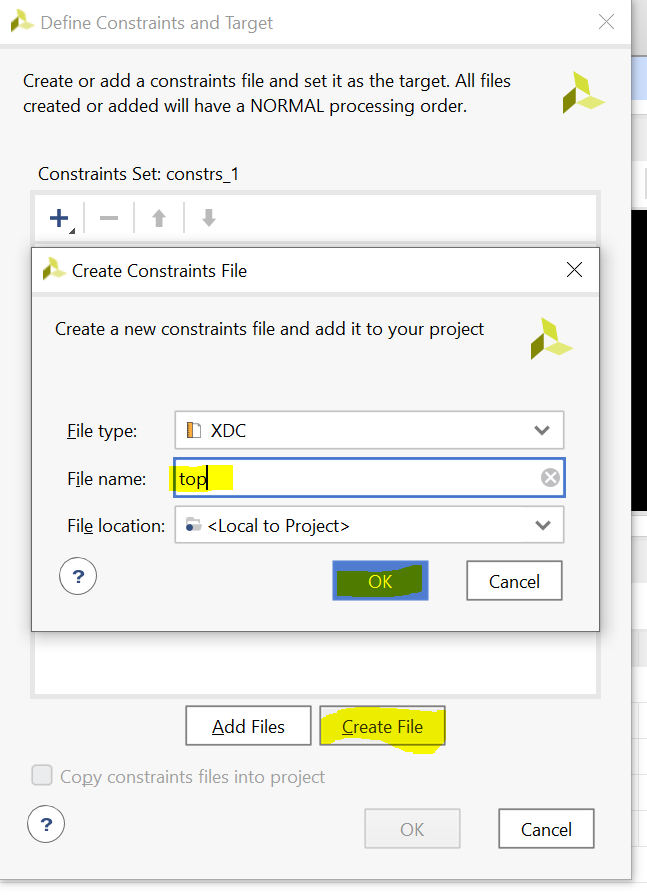 Define Constraints and Target
Create or add a constraints file and set it as the target. All files
created or added will have a NORMAL processing order.
Constraints Set: constrs_1
Create Constraints File
Create a new constraints file and add it to your project
File type:
XDC
File name:
top
File location:
<Local to Project>
?
OK
Cancel
Add Files
Create File
Copy constraints files into project
?
OK
Cancel